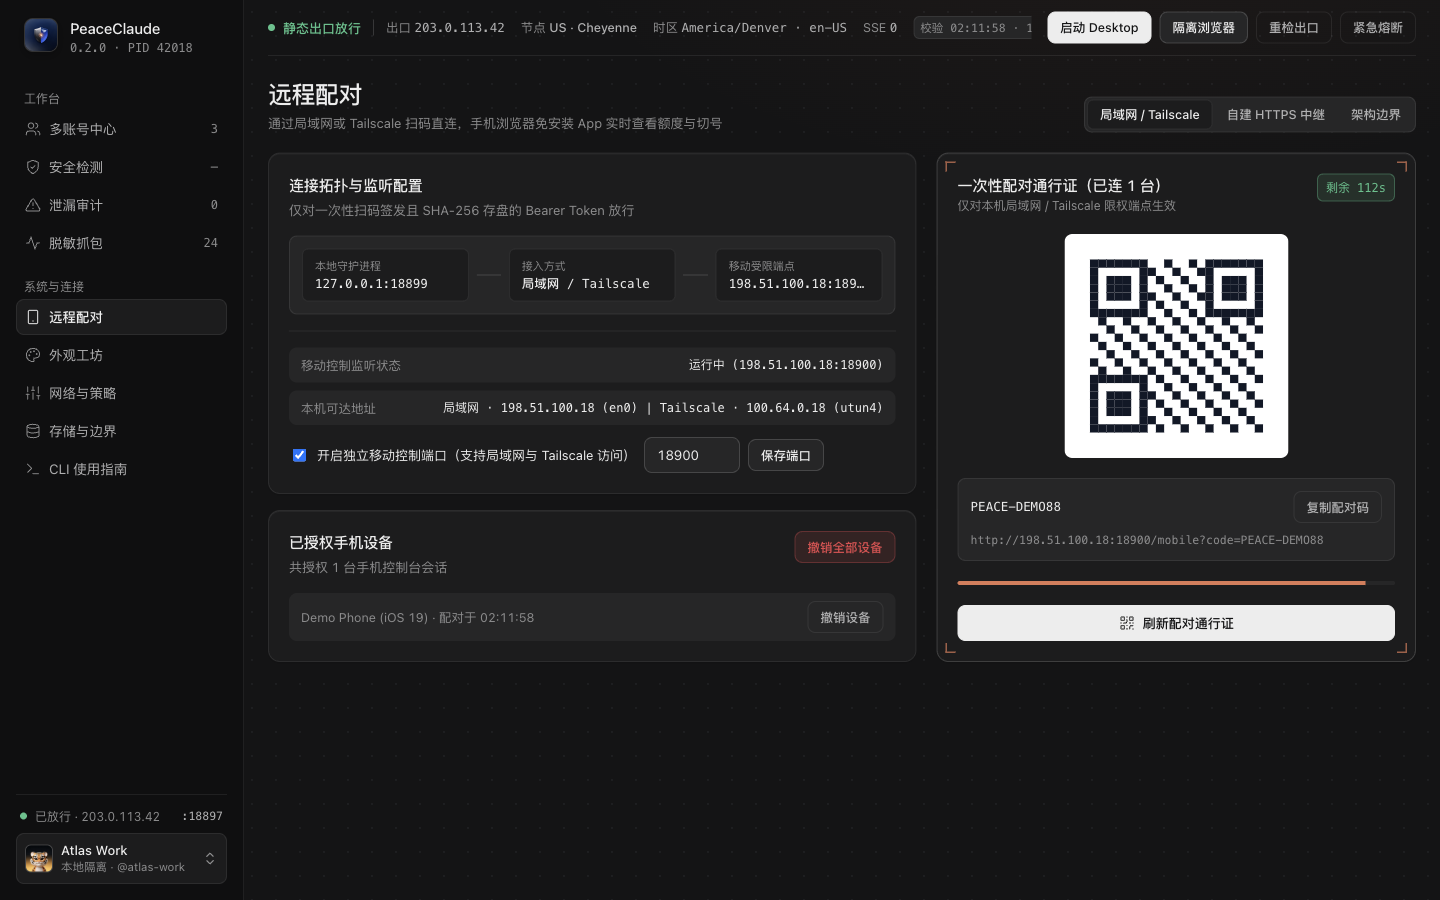 PeaceClaude
0.2.0 · PID 42018
工作台
多账号中心 3
安全检测 —
泄漏审计 0
脱敏抓包 24
系统与连接
远程配对
外观工坊
网络与策略
存储与边界
CLI 使用指南
已放行 · 203.0.113.42 :18897
Atlas Work
本地隔离 · @atlas-work
静态出口放行 出口 203.0.113.42 节点 US · Cheyenne 时区 America/Denver · en-US SSE 0 校验 02:11:58 · 1 启动 Desktop 隔离浏览器 重检出口 紧急熔断
远程配对
通过局域网或 Tailscale 扫码直连，手机浏览器免安装 App 实时查看额度与切号
局域网 / Tailscale 自建 HTTPS 中继 架构边界
连接拓扑与监听配置
仅对一次性扫码签发且 SHA-256 存盘的 Bearer Token 放行
本地守护进程
127.0.0.1:18899
接入方式
局域网 / Tailscale
移动受限端点
198.51.100.18:189…
移动控制监听状态 运行中 (198.51.100.18:18900)
本机可达地址 局域网 · 198.51.100.18 (en0) | Tailscale · 100.64.0.18 (utun4)
开启独立移动控制端口（支持局域网与 Tailscale 访问） 18900 保存端口
已授权手机设备
共授权 1 台手机控制台会话
撤销全部设备
Demo Phone (iOS 19) · 配对于 02:11:58 撤销设备
一次性配对通行证（已连 1 台）
仅对本机局域网 / Tailscale 限权端点生效
剩余 112s
PEACE-DEMO88 复制配对码
http://198.51.100.18:18900/mobile?code=PEACE-DEMO88
刷新配对通行证